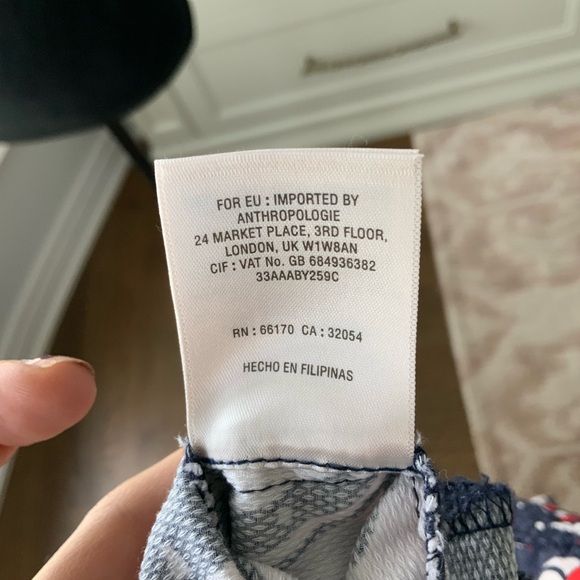 FOR EU : IMPORTED BY
ANTHROPOLOGIE
24 MARKET PLACE, 3RD FLOOR,
LONDON, UK W1W8AN
CIF : VAT No. GB 684936382
33AAABY259C
RN : 66170 CA : 32054
HECHO EN FILIPINAS